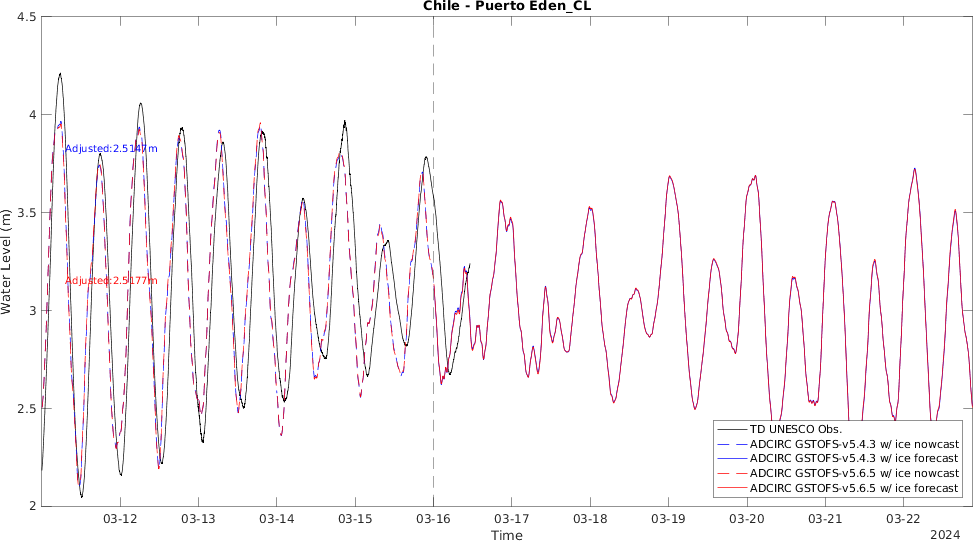 Chile - Puerto Eden_CL
4.5
4
3.5
3
2.5
2
Water Level (m)
Adjusted:2.5147m
Adjusted:2.5177m
TD UNESCO Obs.
ADCIRC GSTOFS-v5.4.3 w/ ice nowcast
ADCIRC GSTOFS-v5.4.3 w/ ice forecast
ADCIRC GSTOFS-v5.6.5 w/ ice nowcast
ADCIRC GSTOFS-v5.6.5 w/ ice forecast
03-12 03-13 03-14 03-15 03-16 03-17 03-18 03-19 03-20 03-21 03-22
Time
2024